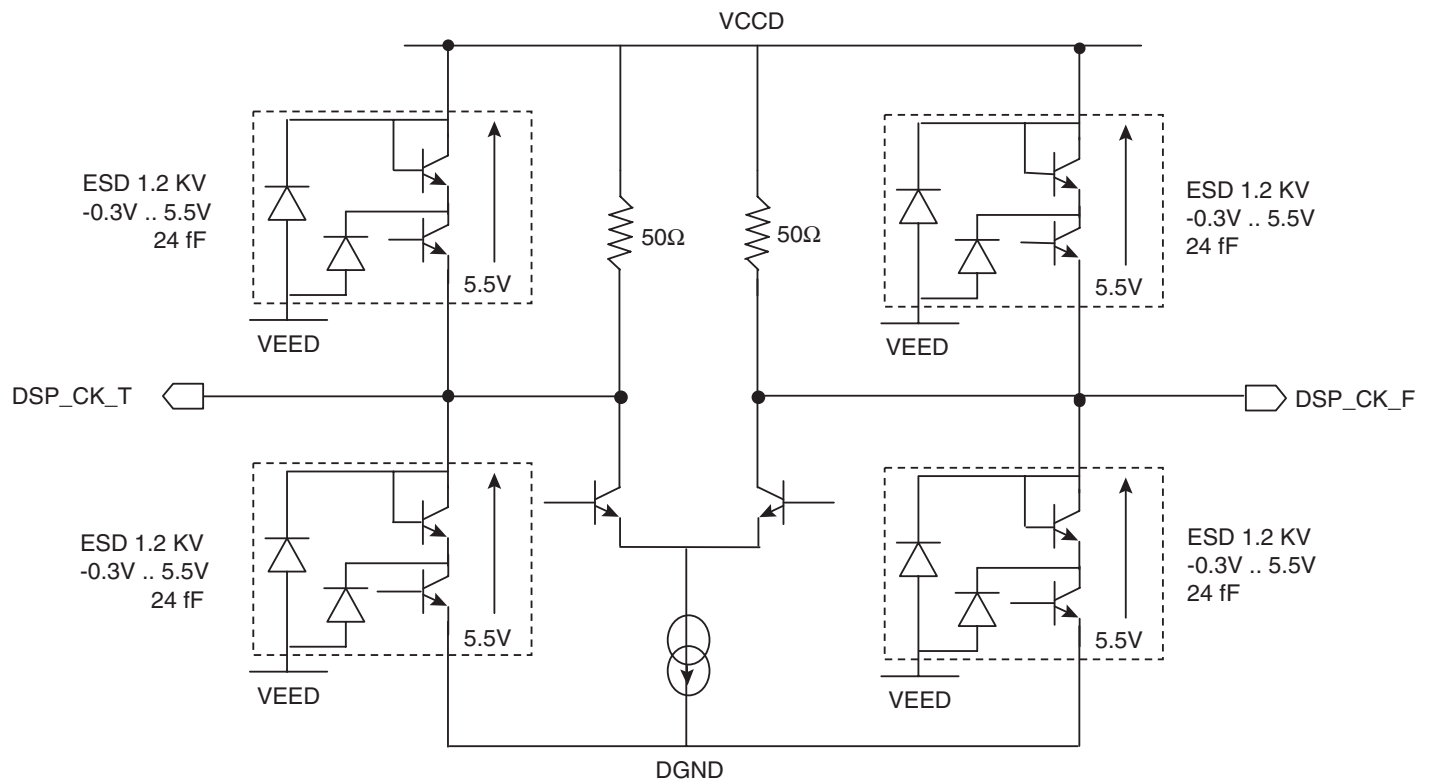 VCCD
ESD 1.2 KV
-0.3V .. 5.5V
24 fF
5.5V
VEED
50Ω
50Ω
ESD 1.2 KV
-0.3V .. 5.5V
24 fF
5.5V
VEED
DSP_CK_T
DSP_CK_F
ESD 1.2 KV
-0.3V .. 5.5V
24 fF
5.5V
VEED
ESD 1.2 KV
-0.3V .. 5.5V
24 fF
5.5V
VEED
DGND